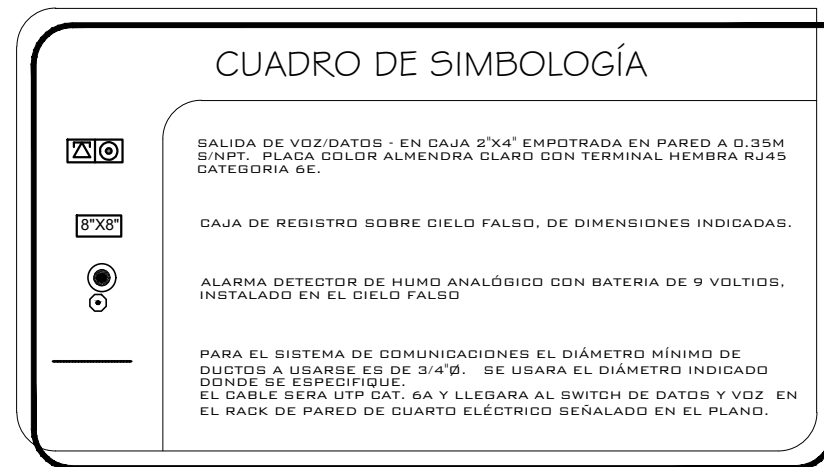 CUADRO DE SIMBOLOGÍA
SALIDA DE VOZ/DATOS - EN CAJA 2"X4" EMPOTRADA EN PARED A 0.35M
S/NPT. PLACA COLOR ALMENDRA CLARO CON TERMINAL HEMBRA RJ45
CATEGORIA 6E.
8"X8"
CAJA DE REGISTRO SOBRE CIELO FALSO, DE DIMENSIONES INDICADAS.
ALARMA DETECTOR DE HUMO ANALÓGICO CON BATERIA DE 9 VOLTIOS,
INSTALADO EN EL CIELO FALSO
PARA EL SISTEMA DE COMUNICACIONES EL DIÁMETRO MÍNIMO DE
DUCTOS A USARSE ES DE 3/4"Ø. SE USARA EL DIÁMETRO INDICADO
DONDE SE ESPECIFIQUE.
EL CABLE SERA UTP CAT. 6A Y LLEGARA AL SWITCH DE DATOS Y VOZ EN
EL RACK DE PARED DE CUARTO ELÉCTRICO SEÑALADO EN EL PLANO.